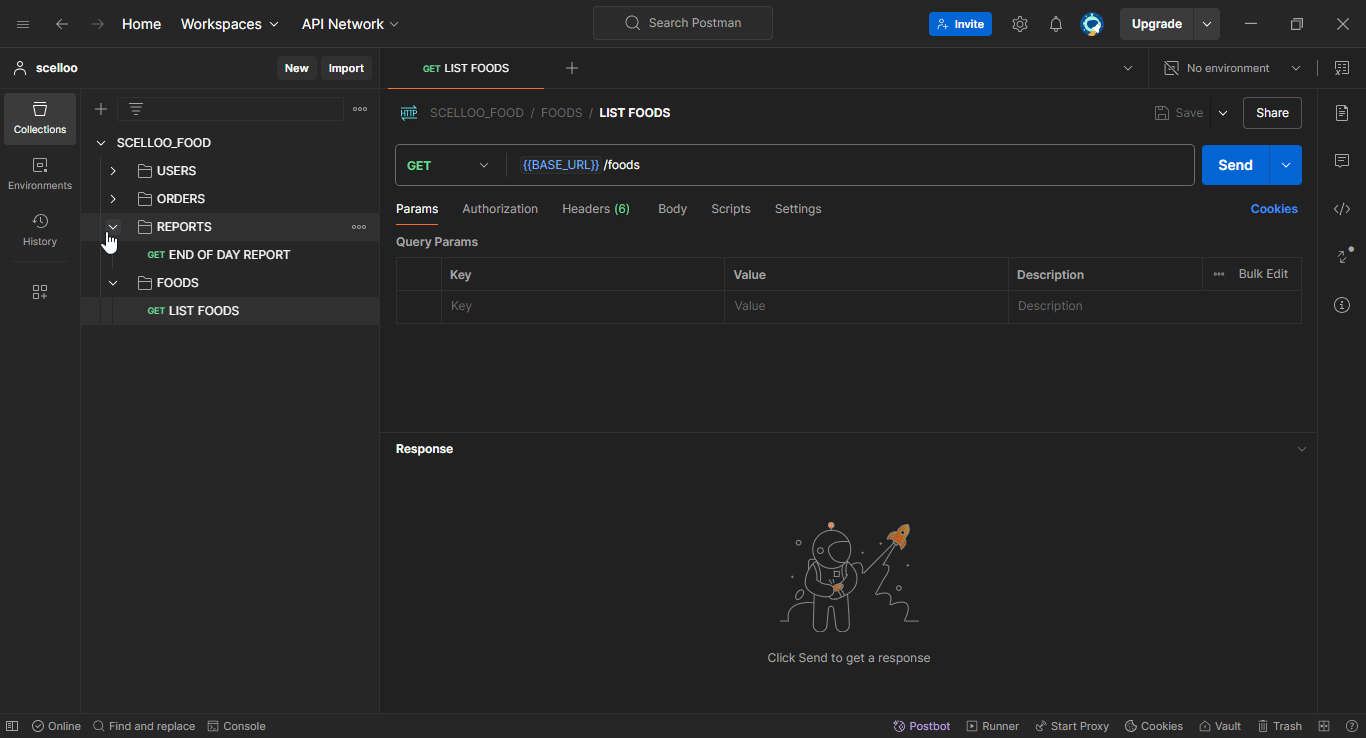 Home Workspaces API Network Search Postman Invite Upgrade
scelloo New Import GET LIST FOODS No environment
Collections
Environments
History
SCELLOO_FOOD
USERS
ORDERS
REPORTS
GET END OF DAY REPORT
FOODS
GET LIST FOODS
HTTP SCELLOO_FOOD / FOODS / LIST FOODS Save Share
GET {{BASE_URL}} /foods Send
Params Authorization Headers (6) Body Scripts Settings Cookies
Query Params
Key Value Description Bulk Edit
Key Value Description
Response
Click Send to get a response
Online Find and replace Console Postbot Runner Start Proxy Cookies Vault Trash